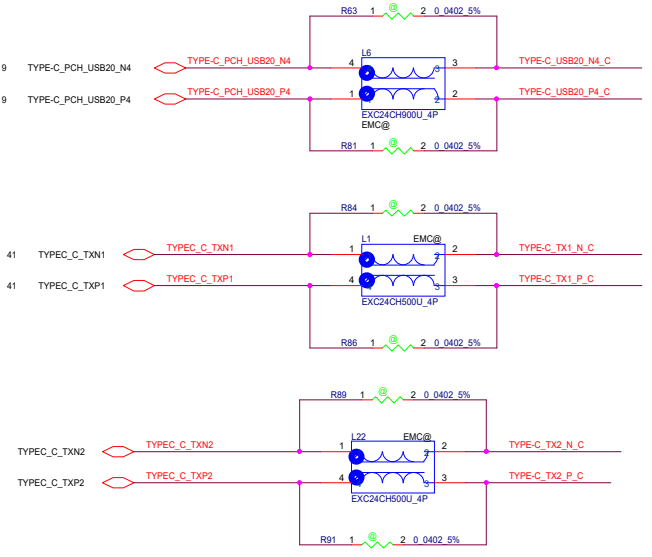 R63 1 @ 2 0_0402_5%
L6
9 TYPE-C_PCH_USB20_N4 TYPE-C_PCH_USB20_N4 4 3 3 TYPE-C_USB20_N4_C
9 TYPE-C_PCH_USB20_P4 TYPE-C_PCH_USB20_P4 1 2 2 TYPE-C_USB20_P4_C
EXC24CH900U_4P
EMC@
R81 1 @ 2 0_0402_5%
R84 1 @ 2 0_0402_5%
L1 EMC@
41 TYPEC_C_TXN1 TYPEC_C_TXN1 1 2 2 TYPE-C_TX1_N_C
41 TYPEC_C_TXP1 TYPEC_C_TXP1 4 3 3 TYPE-C_TX1_P_C
EXC24CH500U_4P
R86 1 @ 2 0_0402_5%
R89 1 @ 2 0_0402_5%
L22 EMC@
TYPEC_C_TXN2 TYPEC_C_TXN2 1 2 2 TYPE-C_TX2_N_C
TYPEC_C_TXP2 TYPEC_C_TXP2 4 3 3 TYPE-C_TX2_P_C
EXC24CH500U_4P
R91 1 @ 2 0_0402_5%